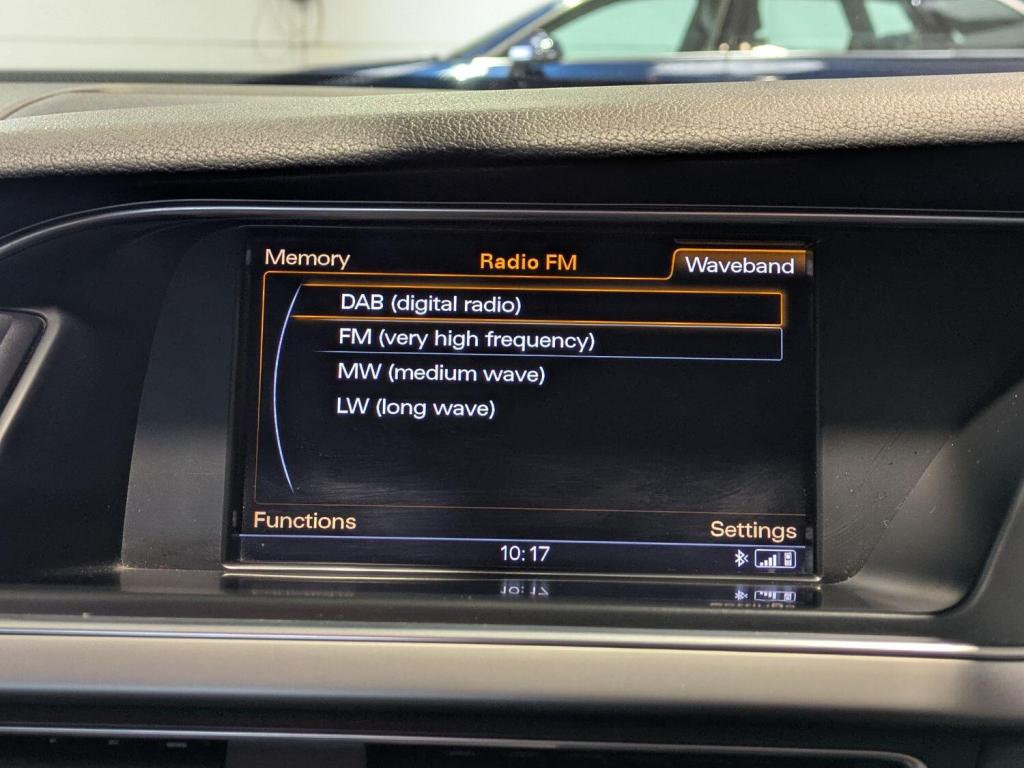 Memory
Radio FM
Waveband
DAB (digital radio)
FM (very high frequency)
MW (medium wave)
LW (long wave)
Functions
Settings
10:17